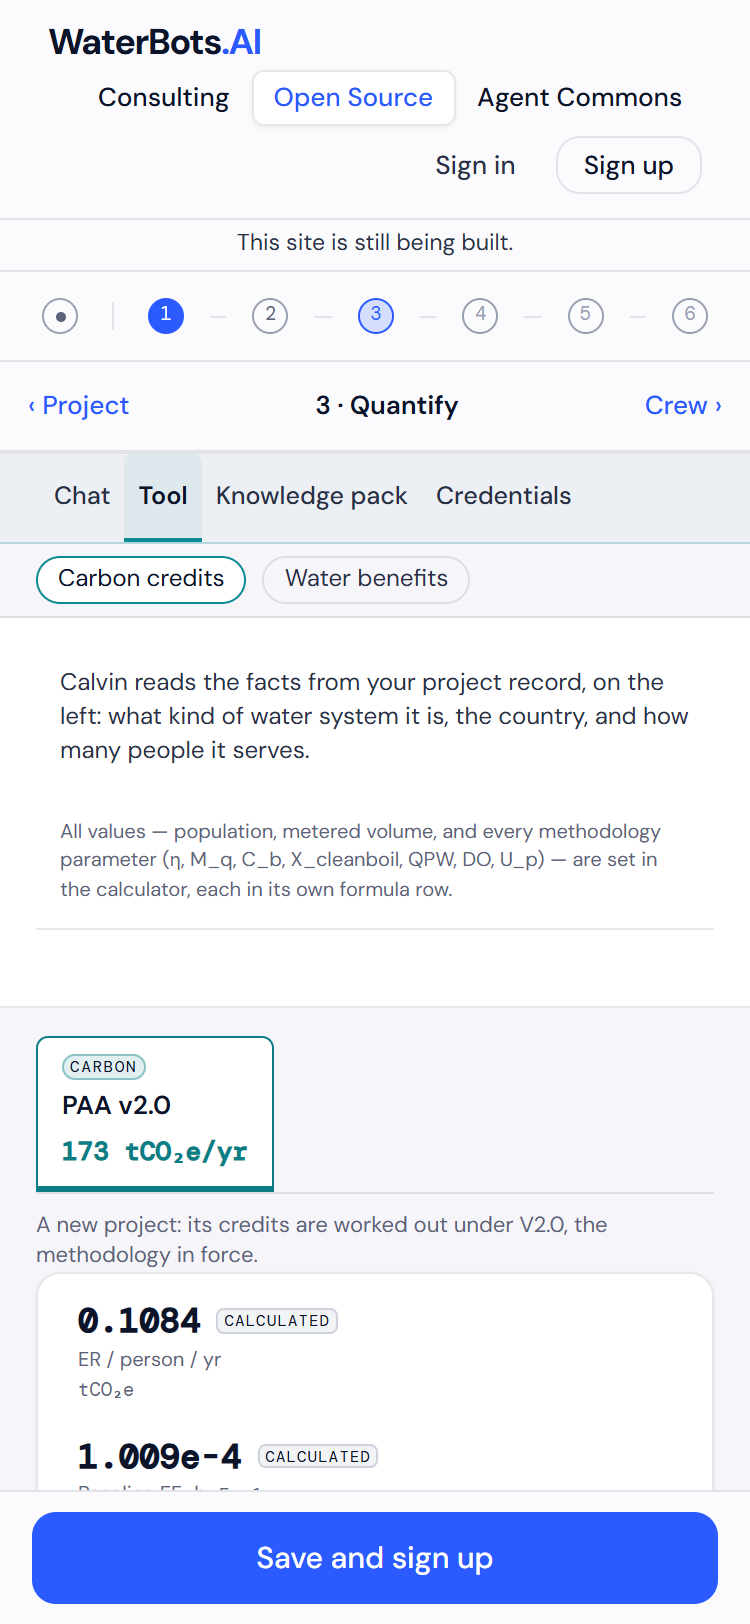 WaterBots.AI
Consulting Open Source Agent Commons
Sign in Sign up
This site is still being built.
1 2 3 4 5 6
‹ Project 3 · Quantify Crew ›
Chat Tool Knowledge pack Credentials
Carbon credits Water benefits
Calvin reads the facts from your project record, on the
left: what kind of water system it is, the country, and how
many people it serves.
All values — population, metered volume, and every methodology
parameter (η, M_q, C_b, X_cleanboil, QPW, DO, U_p) — are set in
the calculator, each in its own formula row.
CARBON
PAA v2.0
173 tCO₂e/yr
A new project: its credits are worked out under V2.0, the
methodology in force.
0.1084 CALCULATED
ER / person / yr
tCO₂e
1.009e-4 CALCULATED
Save and sign up